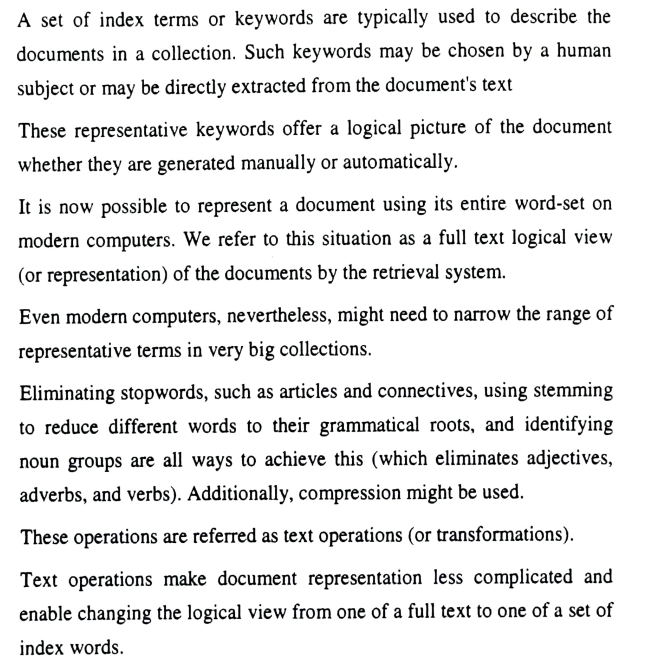 A set of index terms or keywords are typically used to describe the
documents in a collection. Such keywords may be chosen by a human
subject or may be directly extracted from the document's text
These representative keywords offer a logical picture of the document
whether they are generated manually or automatically.
It is now possible to represent a document using its entire word-set on
modern computers. We refer to this situation as a full text logical view
(or representation) of the documents by the retrieval system.
Even modern computers, nevertheless, might need to narrow the range of
representative terms in very big collections.
Eliminating stopwords, such as articles and connectives, using stemming
to reduce different words to their grammatical roots, and identifying
noun groups are all ways to achieve this (which eliminates adjectives,
adverbs, and verbs). Additionally, compression might be used.
These operations are referred as text operations (or transformations).
Text operations make document representation less complicated and
enable changing the logical view from one of a full text to one of a set of
index words.